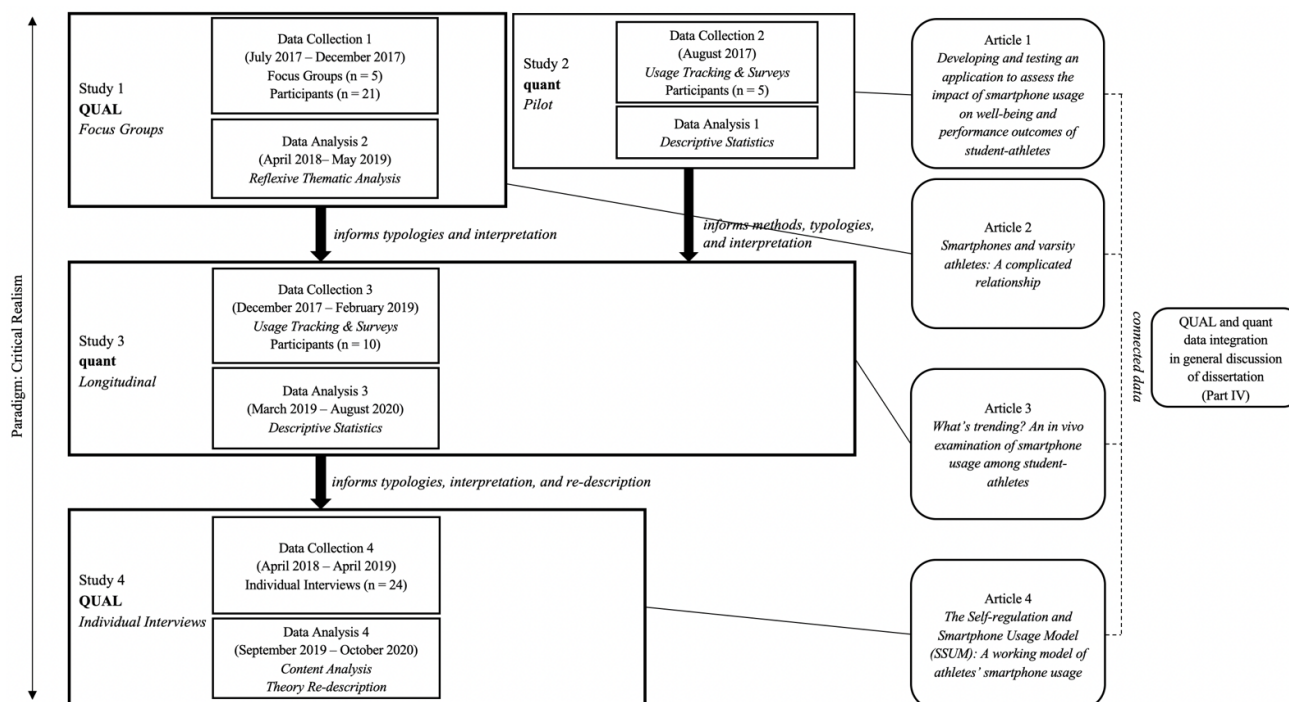 Paradigm: Critical Realism
Study 1
QUAL
Focus Groups
Data Collection 1
(July 2017 – December 2017)
Focus Groups (n = 5)
Participants (n = 21)
Data Analysis 2
(April 2018– May 2019)
Reflexive Thematic Analysis
Study 2
quant
Pilot
Data Collection 2
(August 2017)
Usage Tracking & Surveys
Participants (n = 5)
Data Analysis 1
Descriptive Statistics
informs typologies and interpretation
informs methods, typologies,
and interpretation
Study 3
quant
Longitudinal
Data Collection 3
(December 2017 – February 2019)
Usage Tracking & Surveys
Participants (n = 10)
Data Analysis 3
(March 2019 – August 2020)
Descriptive Statistics
informs typologies, interpretation, and re-description
Study 4
QUAL
Individual Interviews
Data Collection 4
(April 2018 – April 2019)
Individual Interviews (n = 24)
Data Analysis 4
(September 2019 – October 2020)
Content Analysis
Theory Re-description
Article 1
Developing and testing an
application to assess the
impact of smartphone usage
on well-being and
performance outcomes of
student-athletes
Article 2
Smartphones and varsity
athletes: A complicated
relationship
Article 3
What's trending? An in vivo
examination of smartphone
usage among student-
athletes
Article 4
The Self-regulation and
Smartphone Usage Model
(SSUM): A working model of
athletes' smartphone usage
connected data
QUAL and quant
data integration
in general discussion
of dissertation
(Part IV)